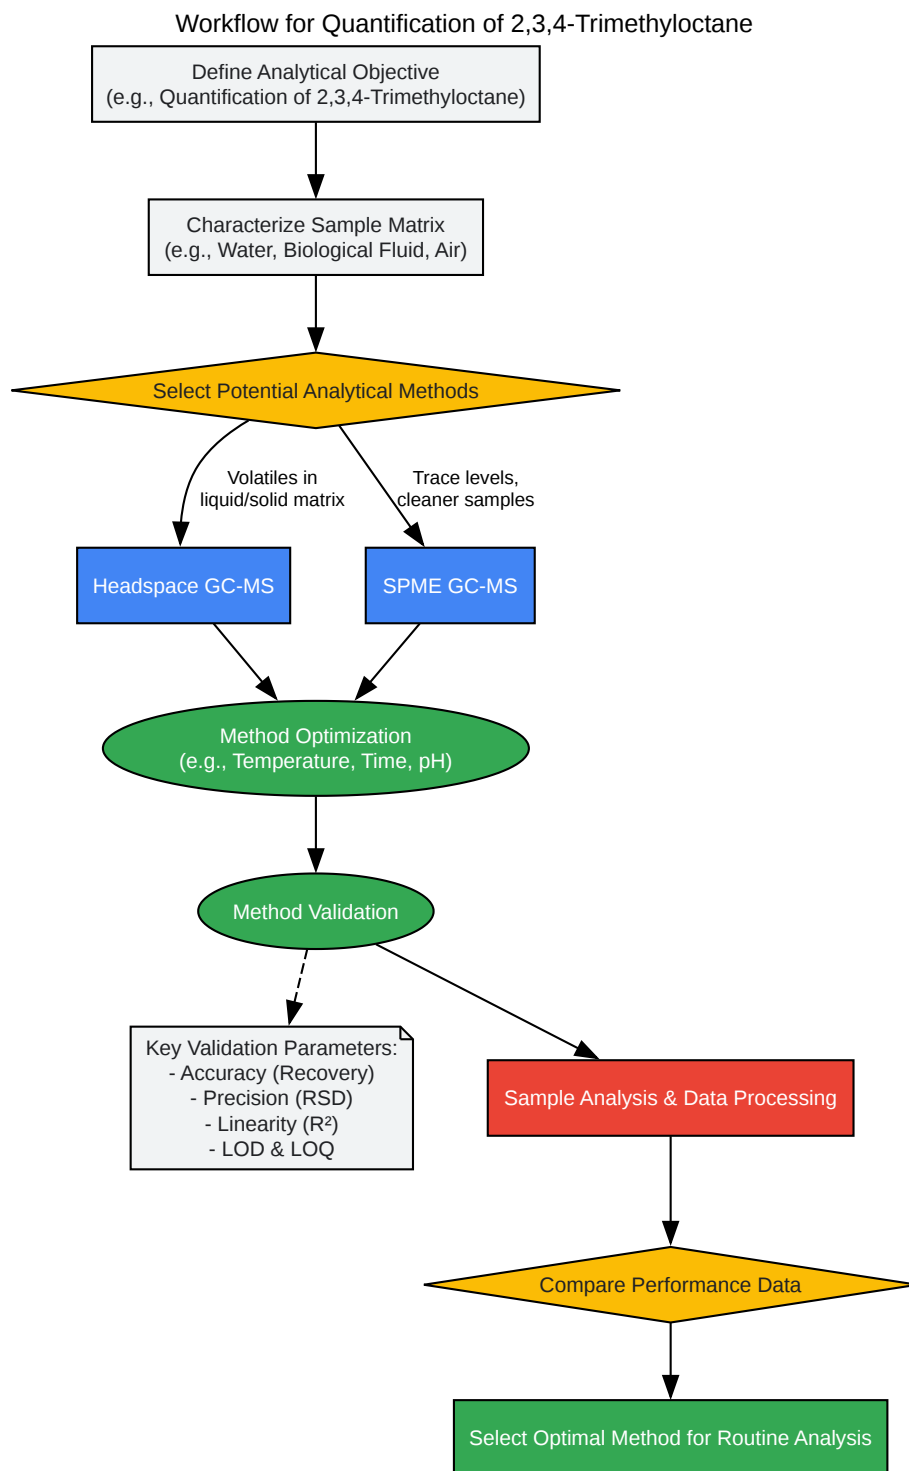 Workflow for Quantification of 2,3,4-Trimethyloctane
Define Analytical Objective
(e.g., Quantification of 2,3,4-Trimethyloctane)
Characterize Sample Matrix
(e.g., Water, Biological Fluid, Air)
Select Potential Analytical Methods
Volatiles in
liquid/solid matrix
Trace levels,
cleaner samples
Headspace GC-MS
SPME GC-MS
Method Optimization
(e.g., Temperature, Time, pH)
Method Validation
Key Validation Parameters:
- Accuracy (Recovery)
- Precision (RSD)
- Linearity (R²)
- LOD & LOQ
Sample Analysis & Data Processing
Compare Performance Data
Select Optimal Method for Routine Analysis